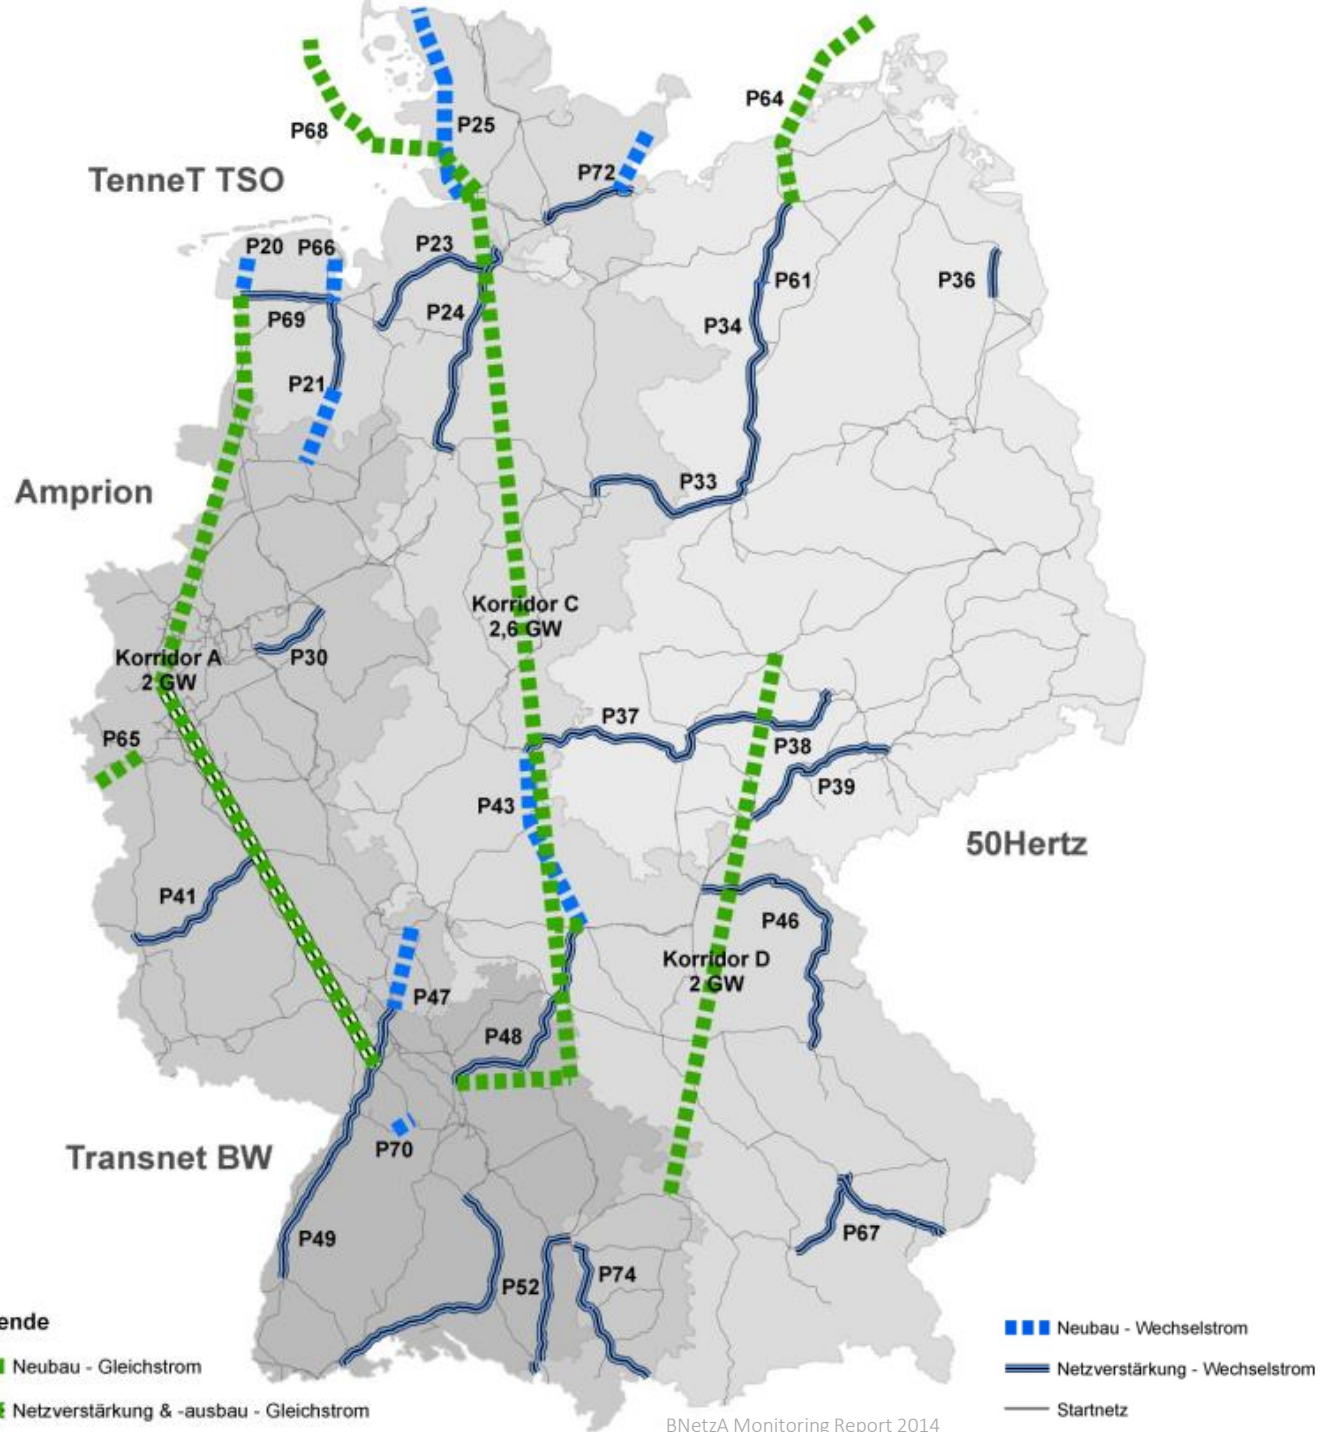 P64
P68
P25
TenneT TSO
P72
P20
P66
P23
P61
P36
P69
P24
P34
P21
P33
Amprion
Korridor C
2,6 GW
Korridor A
2 GW
P30
P37
P65
P38
P39
P43
50Hertz
P41
P46
Korridor D
2 GW
P47
P48
P70
Transnet BW
P49
P67
P52
P74
ende
Neubau - Gleichstrom
Netzverstärkung & -ausbau - Gleichstrom
Neubau - Wechselstrom
Netzverstärkung - Wechselstrom
Startnetz
BNetzA Monitoring Report 2014